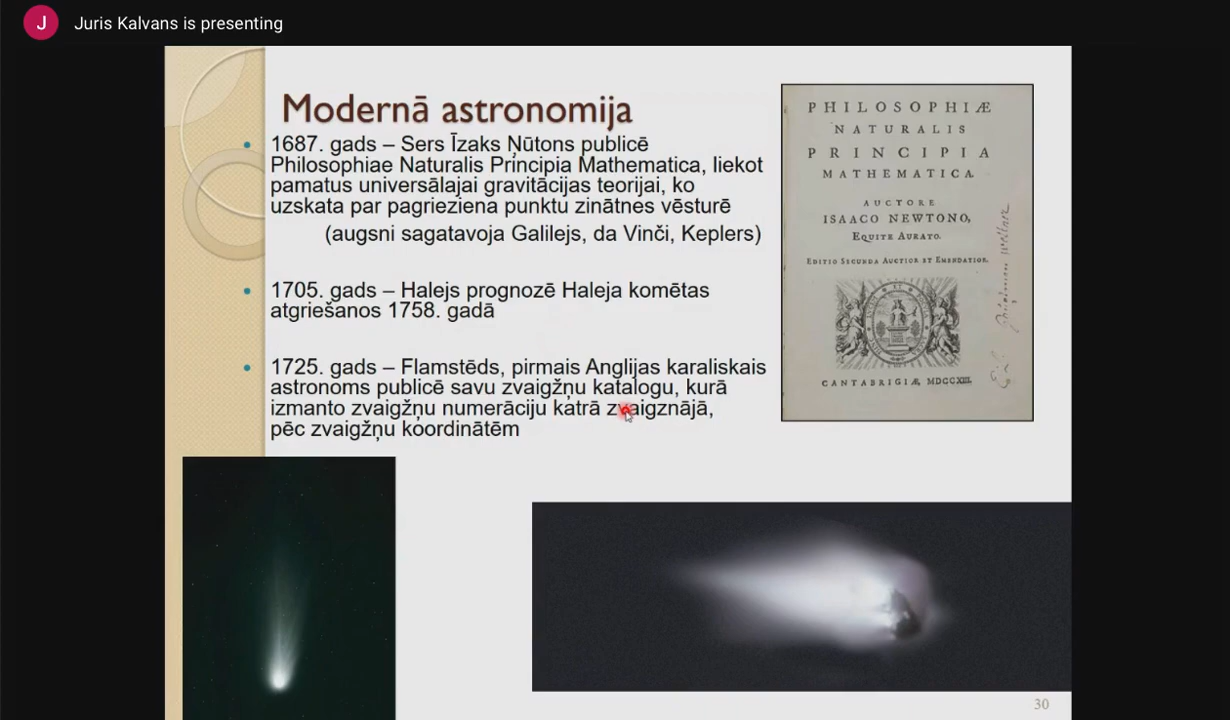 J
Juris Kalvans is presenting
Modernā astronomija
1687. gads – Sers Īzaks Ņūtons publicē
Philosophiae Naturalis Principia Mathematica, liekot
pamatus universālajai gravitācijas teorijai, ko
uzskata par pagrieziena punktu zinātnes vēsturē
(augsni sagatavoja Galilejs, da Vinči, Keplers)
1705. gads – Halejs prognozē Haleja komētas
atgriešanos 1758. gadā
1725. gads – Flamstēds, pirmais Anglijas karaliskais
astronoms publicē savu zvaigžņu katalogu, kurā
izmanto zvaigžņu numerāciju katrā zvaigznājā,
pēc zvaigžņu koordinātēm
PHILOSOPHIÆ
NATURALIS
PRINCIPIA
MATHEMATICA.
AUCTORE
ISAACO NEWTONO,
EQUITE AURATO.
EDITIO SECUNDA AUCTIOR ET EMENDATIOR.
CANTABRIGIÆ, MDCCXIII.
30